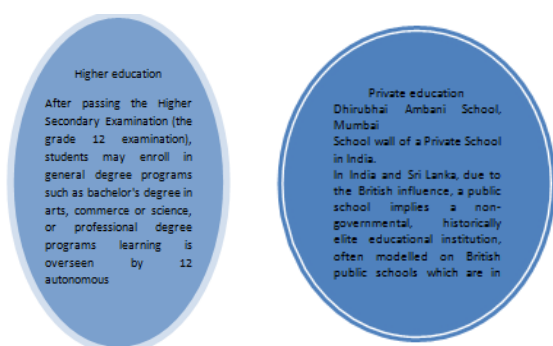 Higher education
After passing the Higher
Secondary Examination (the
grade 12 examination),
students may enroll in
general degree programs
such as bachelor's degree in
arts, commerce or science,
or professional degree
programs learning is
overseen by 12
autonomous
Private education
Dhirubhai Ambani School,
Mumbai
School wall of a Private School
in India.
In India and Sri Lanka, due to
the British influence, a public
school implies a non-
governmental, historically
elite educational institution,
often modelled on British
public schools which are in